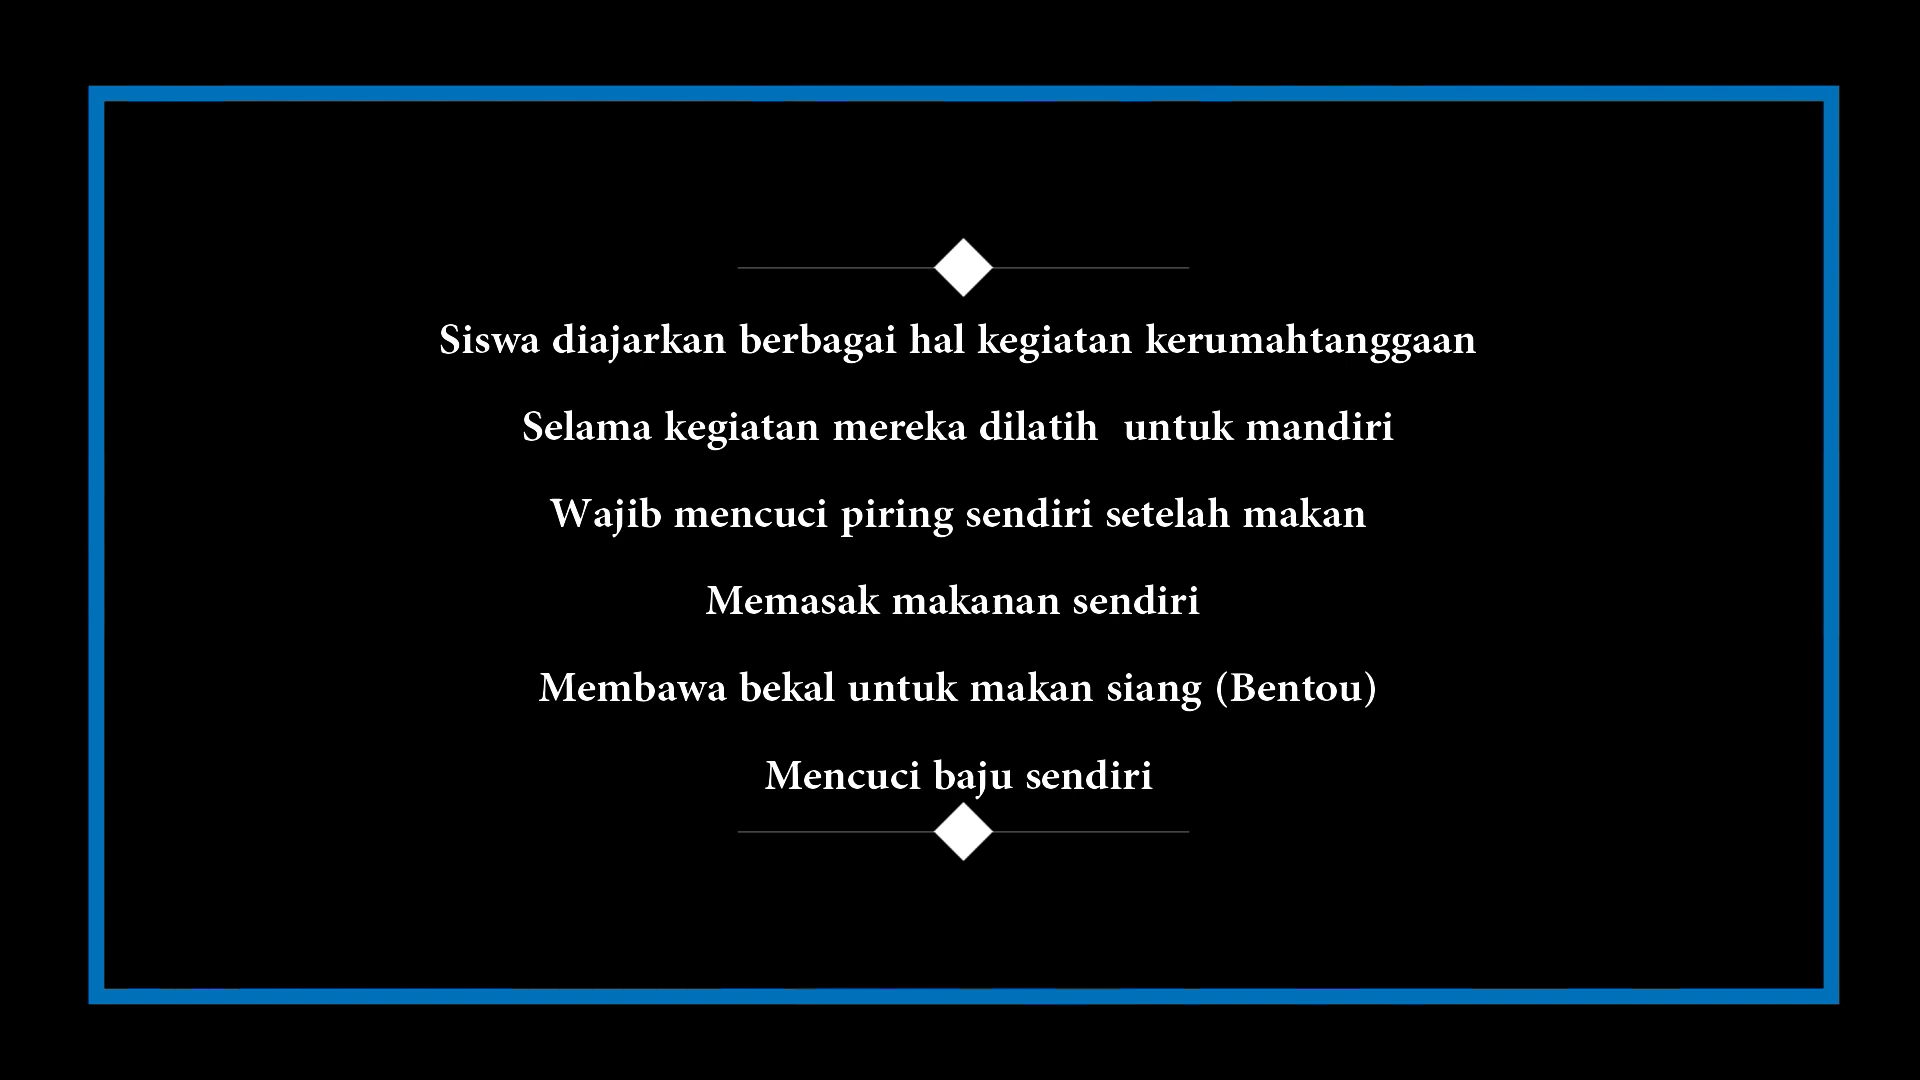 Siswa diajarkan berbagai hal kegiatan kerumahtanggaan
Selama kegiatan mereka dilatih  untuk mandiri
Wajib mencuci piring sendiri setelah makan
Memasak makanan sendiri
Membawa bekal untuk makan siang (Bentou)
Mencuci baju sendiri